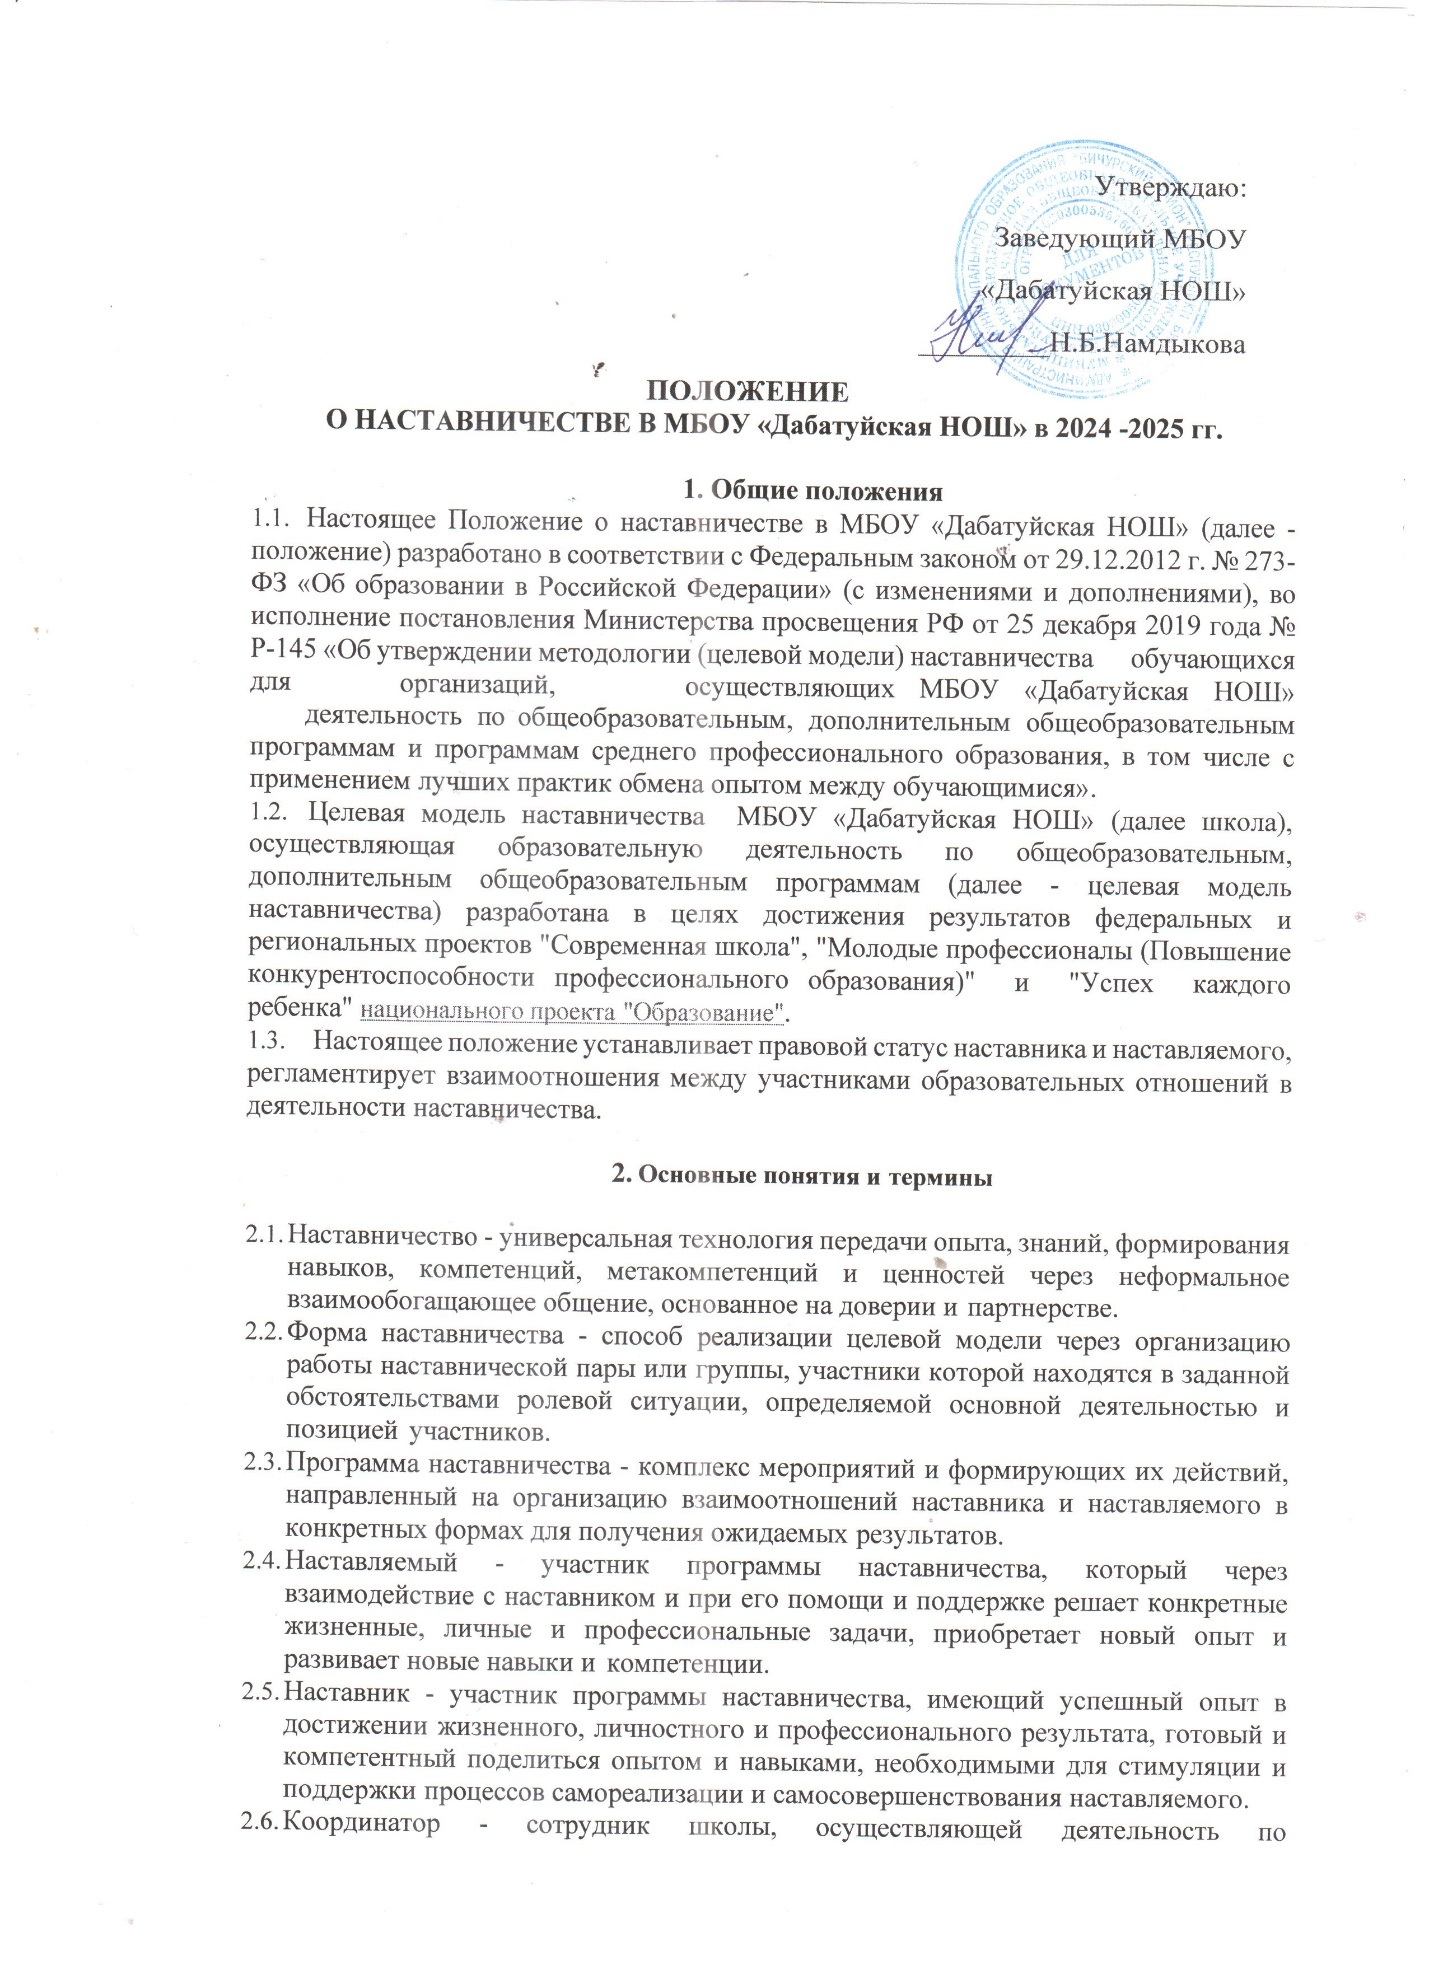 Утверждаю:
Заведующий МБОУ
«Дабатуйская НОШ»
Н.Б.Намдыкова
ДЛЯ
ПОЛОЖЕНИЕ
О НАСТАВНИЧЕСТВЕ В МБОУ «Дабатуйская НОШ» в 2024 -2025 гг.
1. Общие положения
1.1. Настоящее Положение о наставничестве в МБОУ «Дабатуйская НОШ» (далее -
положение) разработано в соответствии с Федеральным законом от 29.12.2012 г. № 273-
ФЗ «Об образовании в Российской Федерации» (с изменениями и дополнениями), во
исполнение постановления Министерства просвещения РФ от 25 декабря 2019 года №
Р-145 «Об утверждении методологии (целевой модели) наставничества обучающихся
для организаций, осуществляющих МБОУ «Дабатуйская НОШ»
деятельность по общеобразовательным, дополнительным общеобразовательным
программам и программам среднего профессионального образования, в том числе с
применением лучших практик обмена опытом между обучающимися».
1.2. Целевая модель наставничества МБОУ «Дабатуйская НОШ» (далее школа),
осуществляющая образовательную деятельность по общеобразовательным,
дополнительным общеобразовательным программам (далее - целевая модель
наставничества) разработана в целях достижения результатов федеральных и
региональных проектов "Современная школа", "Молодые профессионалы (Повышение
конкурентоспособности профессионального образования)" и "Успех каждого
ребенка" национального проекта "Образование".
1.3. Настоящее положение устанавливает правовой статус наставника и наставляемого,
регламентирует взаимоотношения между участниками образовательных отношений в
деятельности наставничества.
2. Основные понятия и термины
2.1. Наставничество - универсальная технология передачи опыта, знаний, формирования
навыков, компетенций, метакомпетенций и ценностей через неформальное
взаимообогащающее общение, основанное на доверии и партнерстве.
2.2. Форма наставничества - способ реализации целевой модели через организацию
работы наставнической пары или группы, участники которой находятся в заданной
обстоятельствами ролевой ситуации, определяемой основной деятельностью и
позицией участников.
2.3. Программа наставничества - комплекс мероприятий и формирующих их действий,
направленный на организацию взаимоотношений наставника и наставляемого в
конкретных формах для получения ожидаемых результатов.
2.4. Наставляемый - участник программы наставничества, который через
взаимодействие с наставником и при его помощи и поддержке решает конкретные
жизненные, личные и профессиональные задачи, приобретает новый опыт и
развивает новые навыки и компетенции.
2.5. Наставник - участник программы наставничества, имеющий успешный опыт в
достижении жизненного, личностного и профессионального результата, готовый и
компетентный поделиться опытом и навыками, необходимыми для стимуляции и
поддержки процессов самореализации и самосовершенствования наставляемого.
2.6. Координатор - сотрудник школы, осуществляющей деятельность по